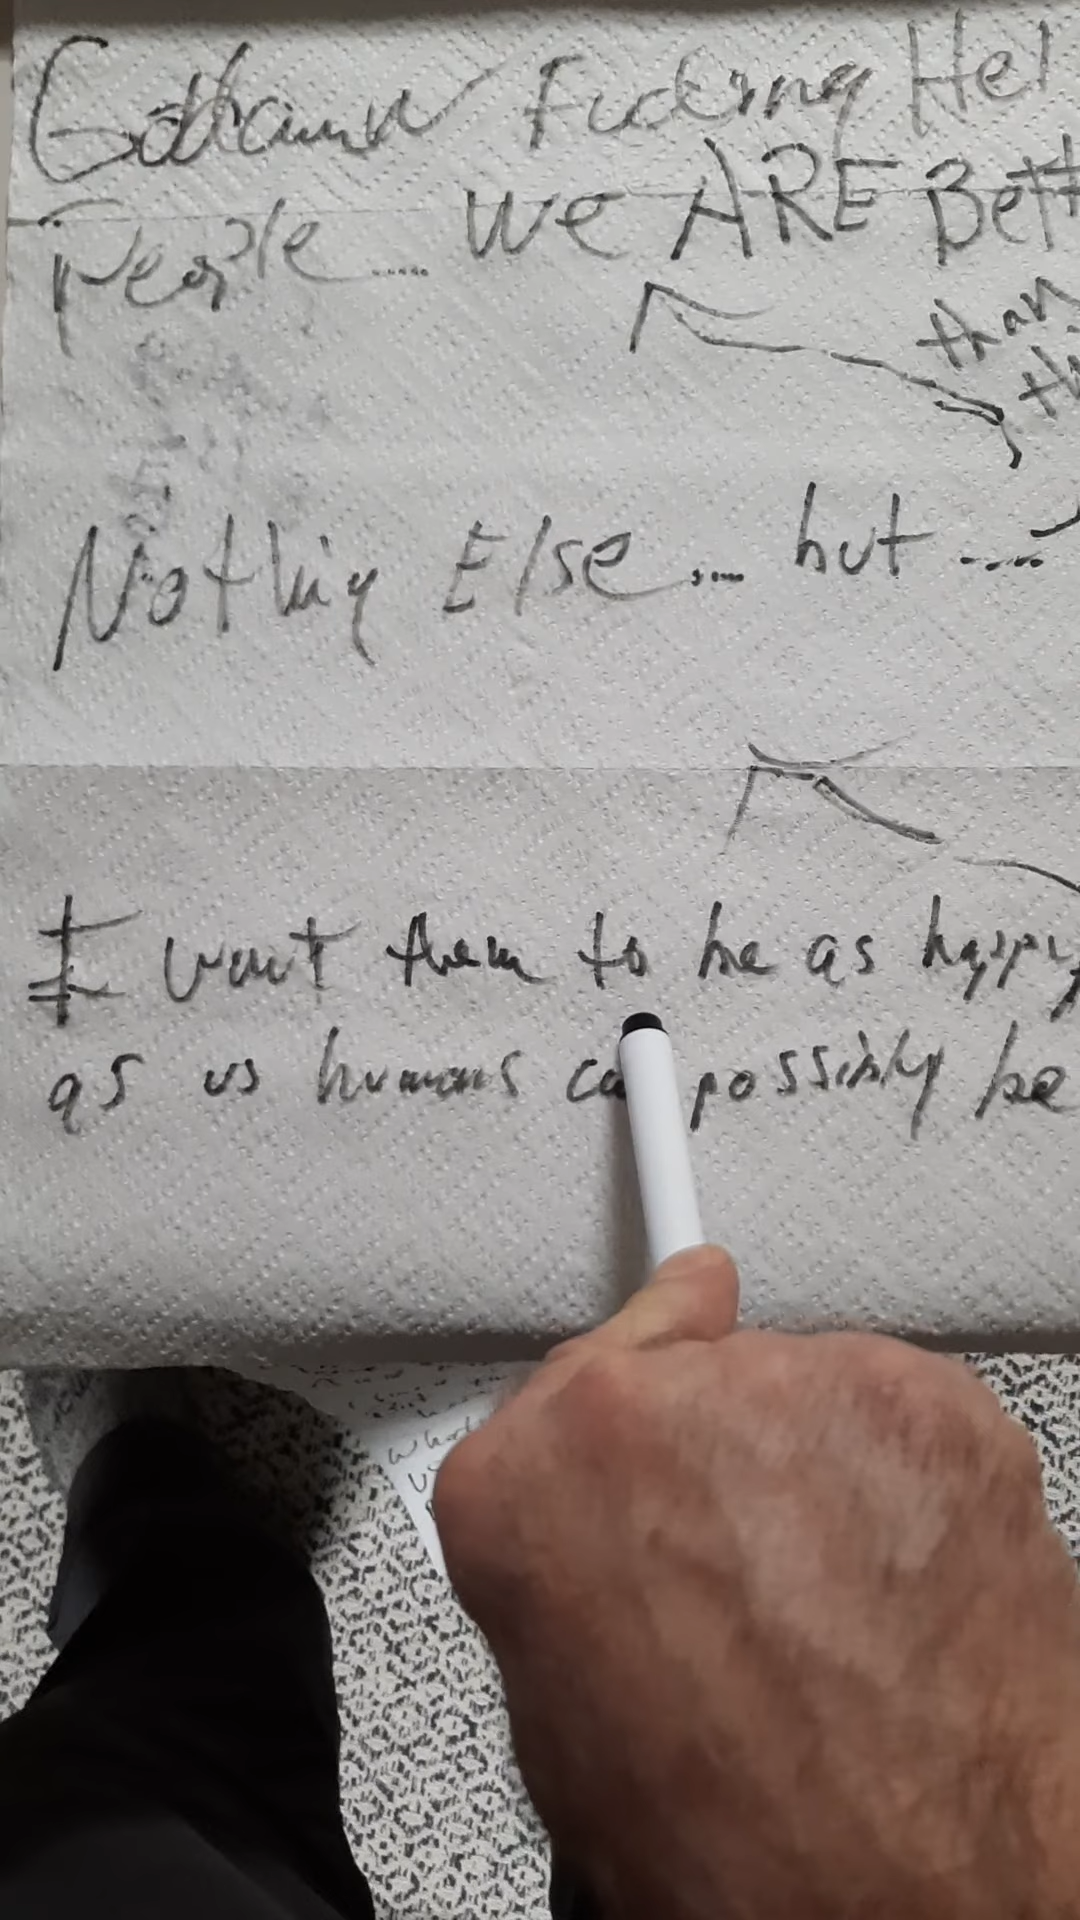 Goddamn Fucking Hel
People..... we ARE Bett
than
thi
Nothing Else.... but .....
I want them to be as happy
as us humans ca possibly be